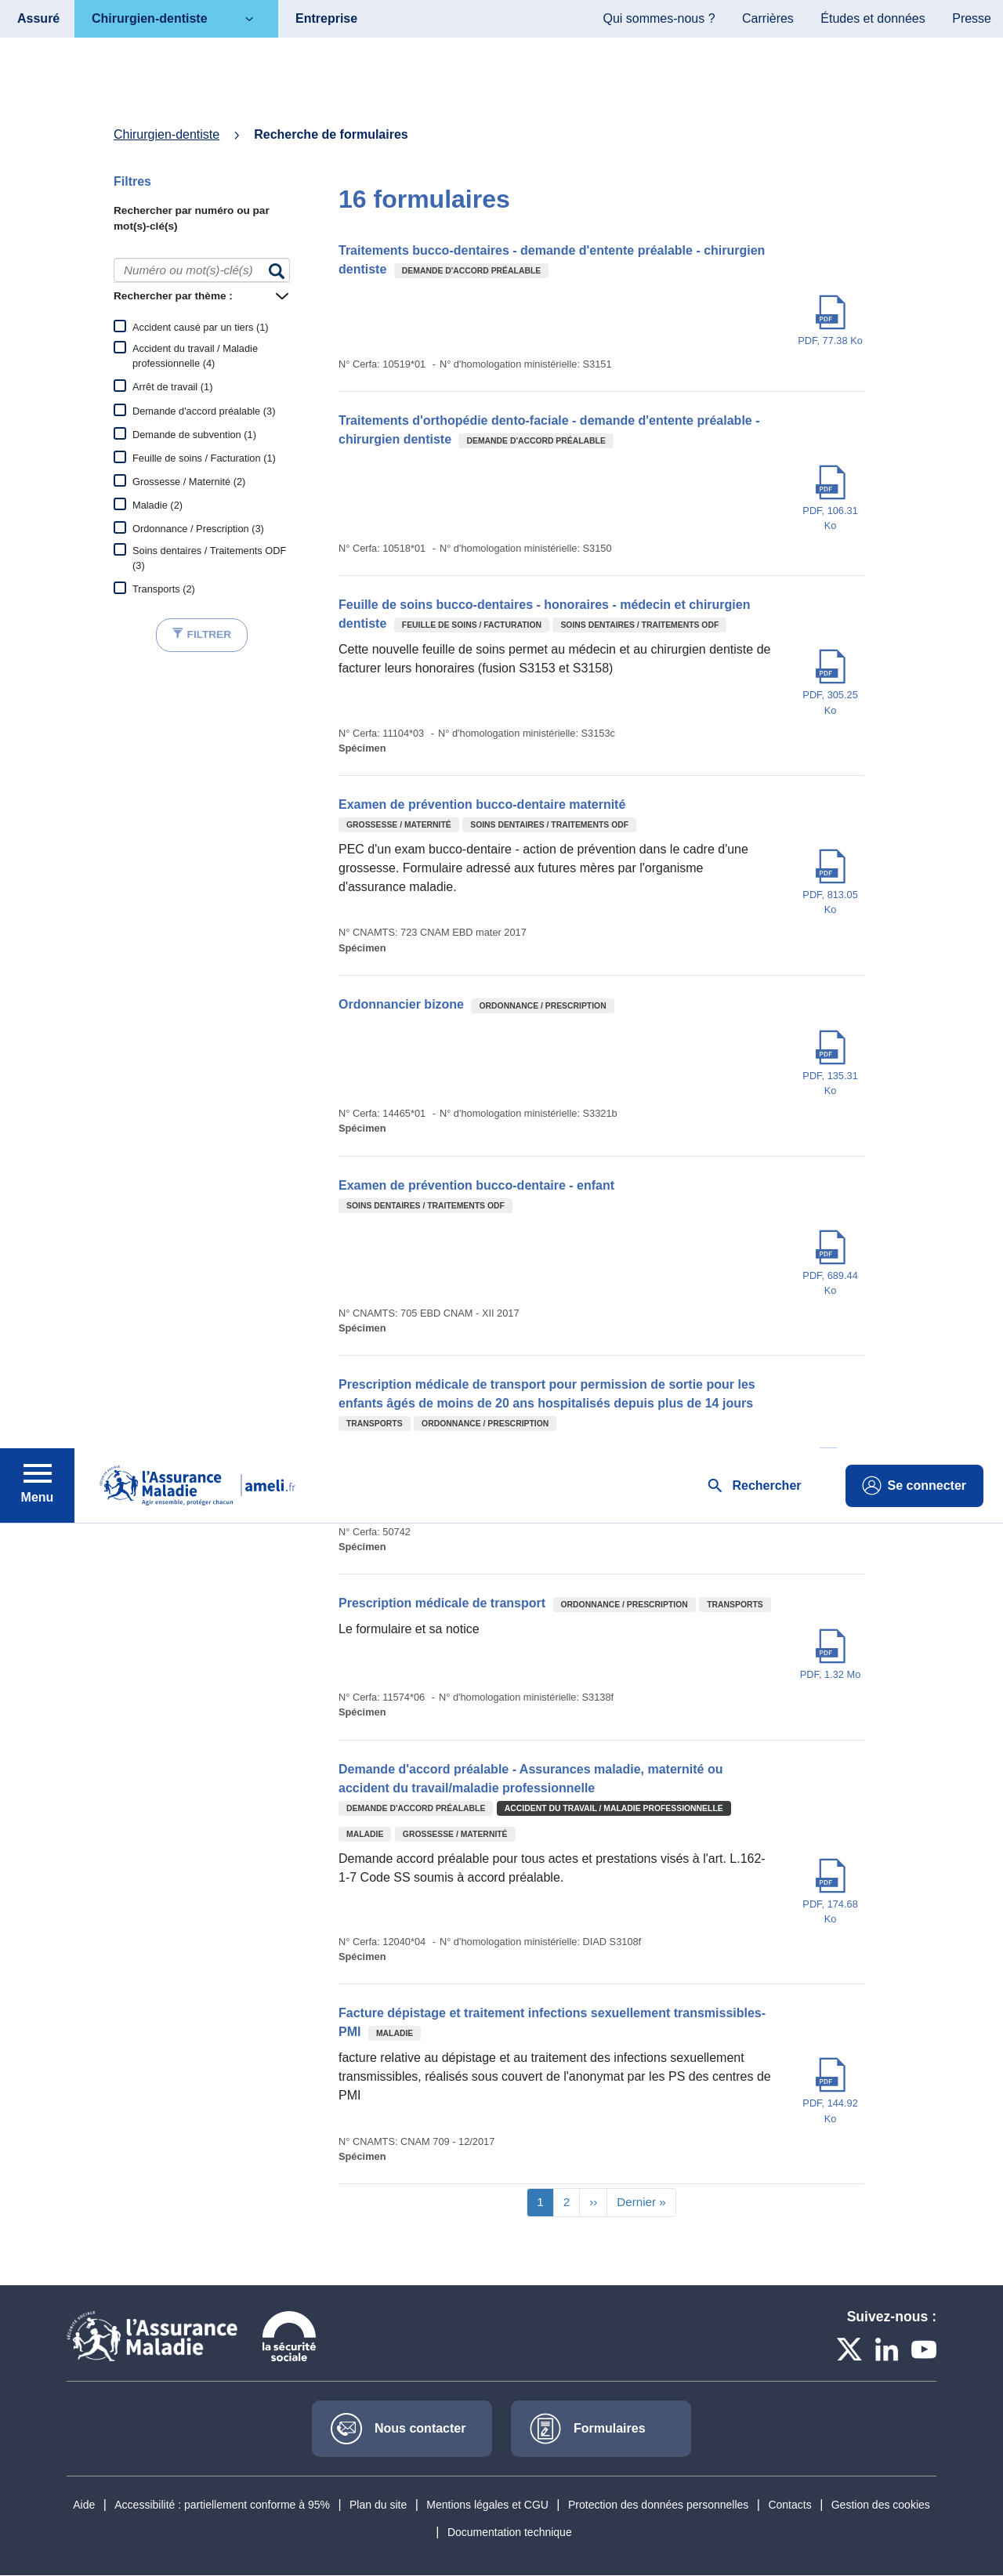 Assuré
Chirurgien-dentiste
Entreprise
Qui sommes-nous ?
Carrières
Études et données
Presse
Chirurgien-dentiste
Recherche de formulaires
Filtres
Rechercher par numéro ou par
mot(s)-clé(s)
Numéro ou mot(s)-clé(s)
Rechercher par thème :
Accident causé par un tiers (1)
Accident du travail / Maladie
professionnelle (4)
Arrêt de travail (1)
Demande d'accord préalable (3)
Demande de subvention (1)
Feuille de soins / Facturation (1)
Grossesse / Maternité (2)
Maladie (2)
Ordonnance / Prescription (3)
Soins dentaires / Traitements ODF
(3)
Transports (2)
FILTRER
16 formulaires
Traitements bucco-dentaires - demande d'entente préalable - chirurgien
dentiste DEMANDE D'ACCORD PRÉALABLE
PDF
PDF, 77.38 Ko
N° Cerfa: 10519*01 - N° d'homologation ministérielle: S3151
Traitements d'orthopédie dento-faciale - demande d'entente préalable -
chirurgien dentiste DEMANDE D'ACCORD PRÉALABLE
PDF
PDF, 106.31
Ko
N° Cerfa: 10518*01 - N° d'homologation ministérielle: S3150
Feuille de soins bucco-dentaires - honoraires - médecin et chirurgien
dentiste FEUILLE DE SOINS / FACTURATION SOINS DENTAIRES / TRAITEMENTS ODF
Cette nouvelle feuille de soins permet au médecin et au chirurgien dentiste de
facturer leurs honoraires (fusion S3153 et S3158)
PDF
PDF, 305.25
Ko
N° Cerfa: 11104*03 - N° d'homologation ministérielle: S3153c
Spécimen
Examen de prévention bucco-dentaire maternité
GROSSESSE / MATERNITÉ SOINS DENTAIRES / TRAITEMENTS ODF
PEC d'un exam bucco-dentaire - action de prévention dans le cadre d'une
grossesse. Formulaire adressé aux futures mères par l'organisme
d'assurance maladie.
PDF
PDF, 813.05
Ko
N° CNAMTS: 723 CNAM EBD mater 2017
Spécimen
Ordonnancier bizone ORDONNANCE / PRESCRIPTION
PDF
PDF, 135.31
Ko
N° Cerfa: 14465*01 - N° d'homologation ministérielle: S3321b
Spécimen
Examen de prévention bucco-dentaire - enfant
SOINS DENTAIRES / TRAITEMENTS ODF
PDF
PDF, 689.44
Ko
N° CNAMTS: 705 EBD CNAM - XII 2017
Spécimen
Prescription médicale de transport pour permission de sortie pour les
enfants âgés de moins de 20 ans hospitalisés depuis plus de 14 jours
TRANSPORTS ORDONNANCE / PRESCRIPTION
Menu
l'Assurance
Maladie
Agir ensemble, protéger chacun
ameli.fr
Rechercher
Se connecter
N° Cerfa: 50742
Spécimen
Prescription médicale de transport ORDONNANCE / PRESCRIPTION TRANSPORTS
Le formulaire et sa notice
PDF
PDF, 1.32 Mo
N° Cerfa: 11574*06 - N° d'homologation ministérielle: S3138f
Spécimen
Demande d'accord préalable - Assurances maladie, maternité ou
accident du travail/maladie professionnelle
DEMANDE D'ACCORD PRÉALABLE ACCIDENT DU TRAVAIL / MALADIE PROFESSIONNELLE
MALADIE GROSSESSE / MATERNITÉ
Demande accord préalable pour tous actes et prestations visés à l'art. L.162-
1-7 Code SS soumis à accord préalable.
PDF
PDF, 174.68
Ko
N° Cerfa: 12040*04 - N° d'homologation ministérielle: DIAD S3108f
Spécimen
Facture dépistage et traitement infections sexuellement transmissibles-
PMI MALADIE
facture relative au dépistage et au traitement des infections sexuellement
transmissibles, réalisés sous couvert de l'anonymat par les PS des centres de
PMI
PDF
PDF, 144.92
Ko
N° CNAMTS: CNAM 709 - 12/2017
Spécimen
1 2 ›› Dernier »
l'Assurance
Maladie
la sécurité
sociale
Suivez-nous :
Nous contacter
Formulaires
Aide | Accessibilité : partiellement conforme à 95% | Plan du site | Mentions légales et CGU | Protection des données personnelles | Contacts | Gestion des cookies
| Documentation technique